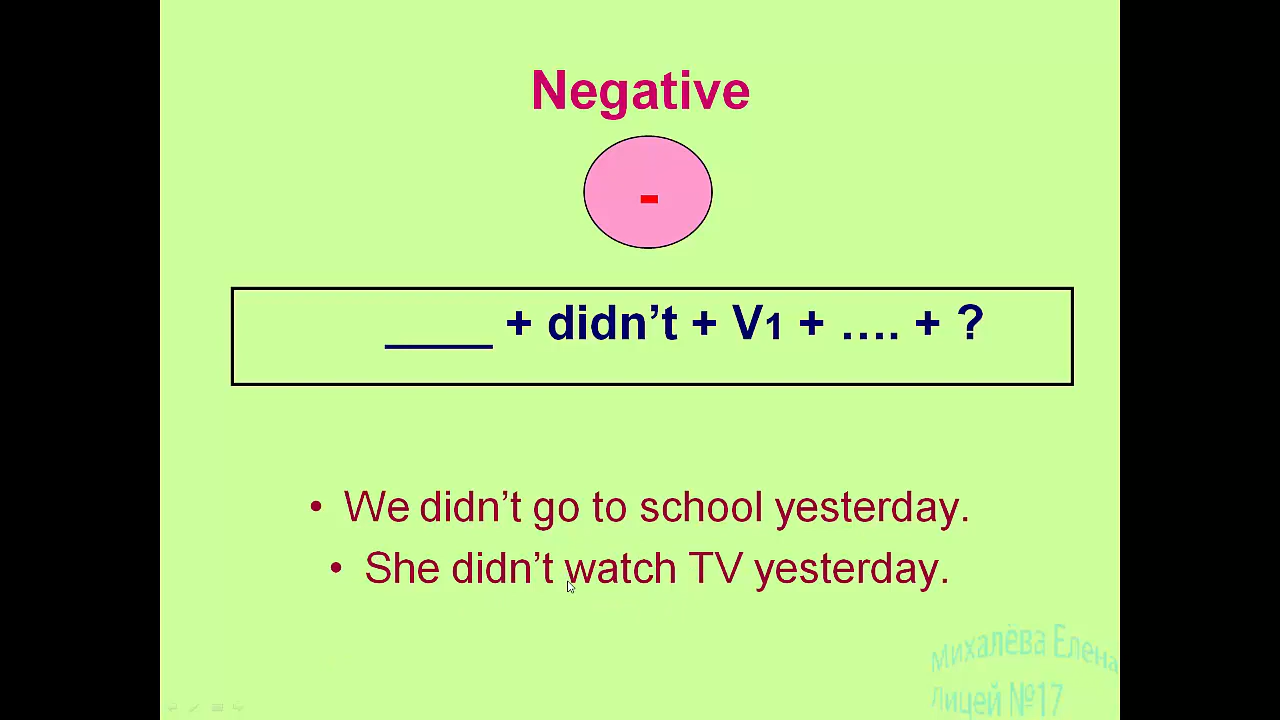 Negative
-
____ + didn’t + V1 + …. + ?
• We didn’t go to school yesterday.
• She didn’t watch TV yesterday.
Михалёва Елена
лицей №17